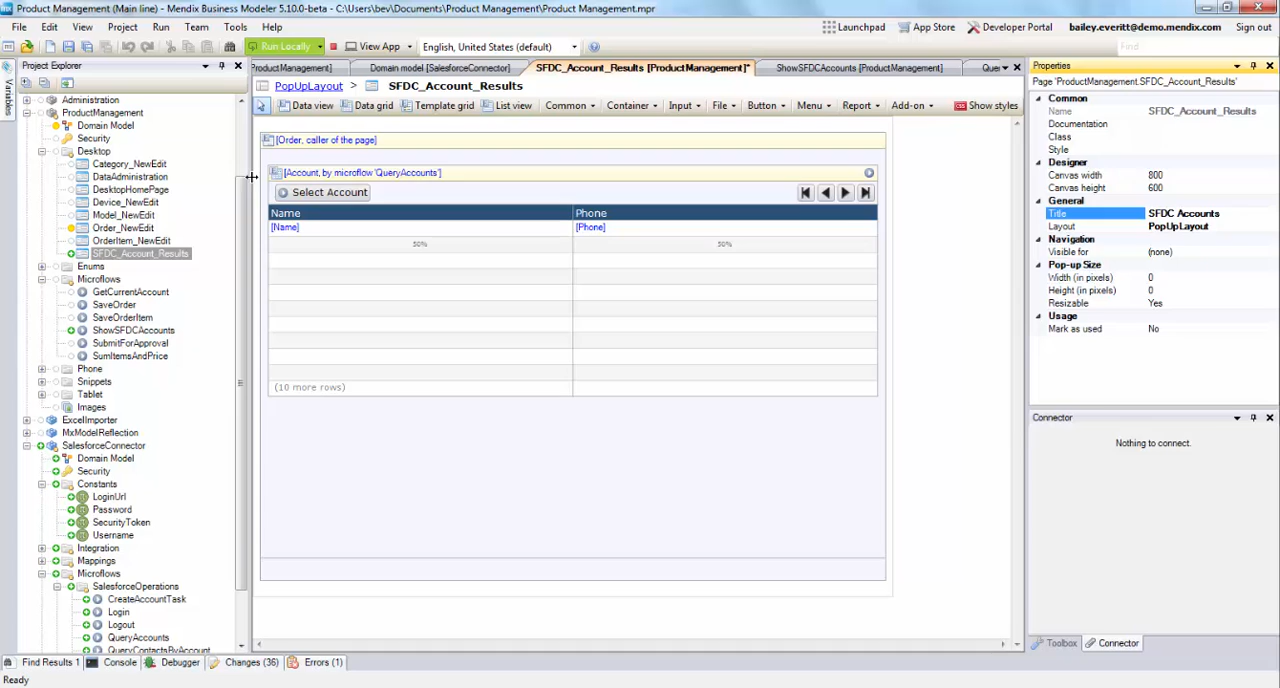 Product Management (Main line) - Mendix Business Modeler 5.10.0-beta - C:\Users\bev\Documents\Product Management\Product Management.mpr
File Edit View Project Run Team Tools Help
Launchpad App Store Developer Portal bailey.everitt@demo.mendix.com Sign out
Run Locally View App English, United States (default) Find
Project Explorer
ProductManagement] Domain model [SalesforceConnector] SFDC_Account_Results [ProductManagement]* ShowSFDCAccounts [ProductManagement] Que
Properties
Variables
PopUpLayout > SFDC_Account_Results
Page 'ProductManagement.SFDC_Account_Results'
Data view Data grid Template grid List view Common Container Input File Button Menu Report Add-on Show styles
Administration
ProductManagement
Domain Model
Security
Desktop
Category_NewEdit
DataAdministration
DesktopHomePage
Device_NewEdit
Model_NewEdit
Order_NewEdit
OrderItem_NewEdit
SFDC_Account_Results
Enums
Microflows
GetCurrentAccount
SaveOrder
SaveOrderItem
ShowSFDCAccounts
SubmitForApproval
SumItemsAndPrice
Phone
Snippets
Tablet
Images
ExcelImporter
MxModelReflection
SalesforceConnector
Domain Model
Security
Constants
LoginUrl
Password
SecurityToken
Username
Integration
Mappings
Microflows
SalesforceOperations
CreateAccountTask
Login
Logout
QueryAccounts
QueryContactsByAccount
[Order, caller of the page]
[Account, by microflow 'QueryAccounts']
Select Account
Name Phone
[Name] [Phone]
50% 50%
(10 more rows)
Common
Name SFDC_Account_Results
Documentation
Class
Style
Designer
Canvas width 800
Canvas height 600
General
Title SFDC Accounts
Layout PopUpLayout
Navigation
Visible for (none)
Pop-up Size
Width (in pixels) 0
Height (in pixels) 0
Resizable Yes
Usage
Mark as used No
Connector
Nothing to connect.
Toolbox Connector
Find Results 1 Console Debugger Changes (36) Errors (1)
Ready